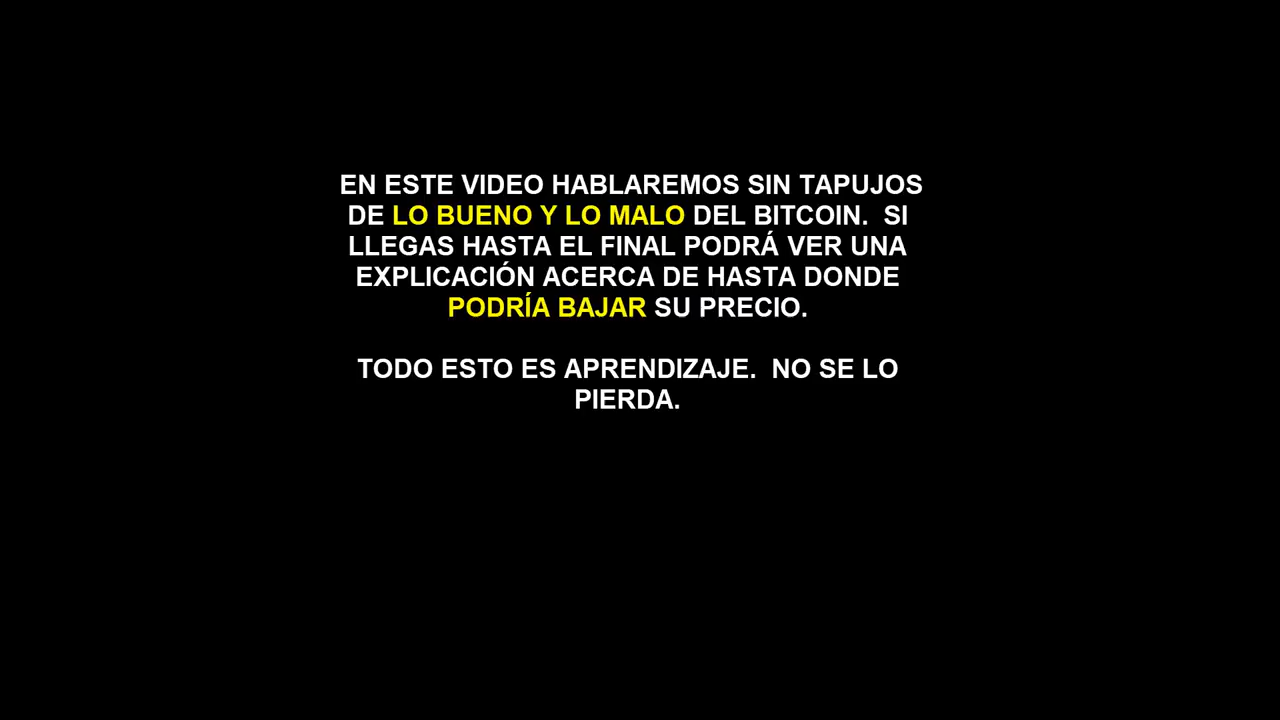 EN ESTE VIDEO HABLAREMOS SIN TAPUJOS
DE LO BUENO Y LO MALO DEL BITCOIN.  SI
LLEGAS HASTA EL FINAL PODRÁ VER UNA
EXPLICACIÓN ACERCA DE HASTA DONDE
PODRÍA BAJAR SU PRECIO.
TODO ESTO ES APRENDIZAJE.  NO SE LO
PIERDA.